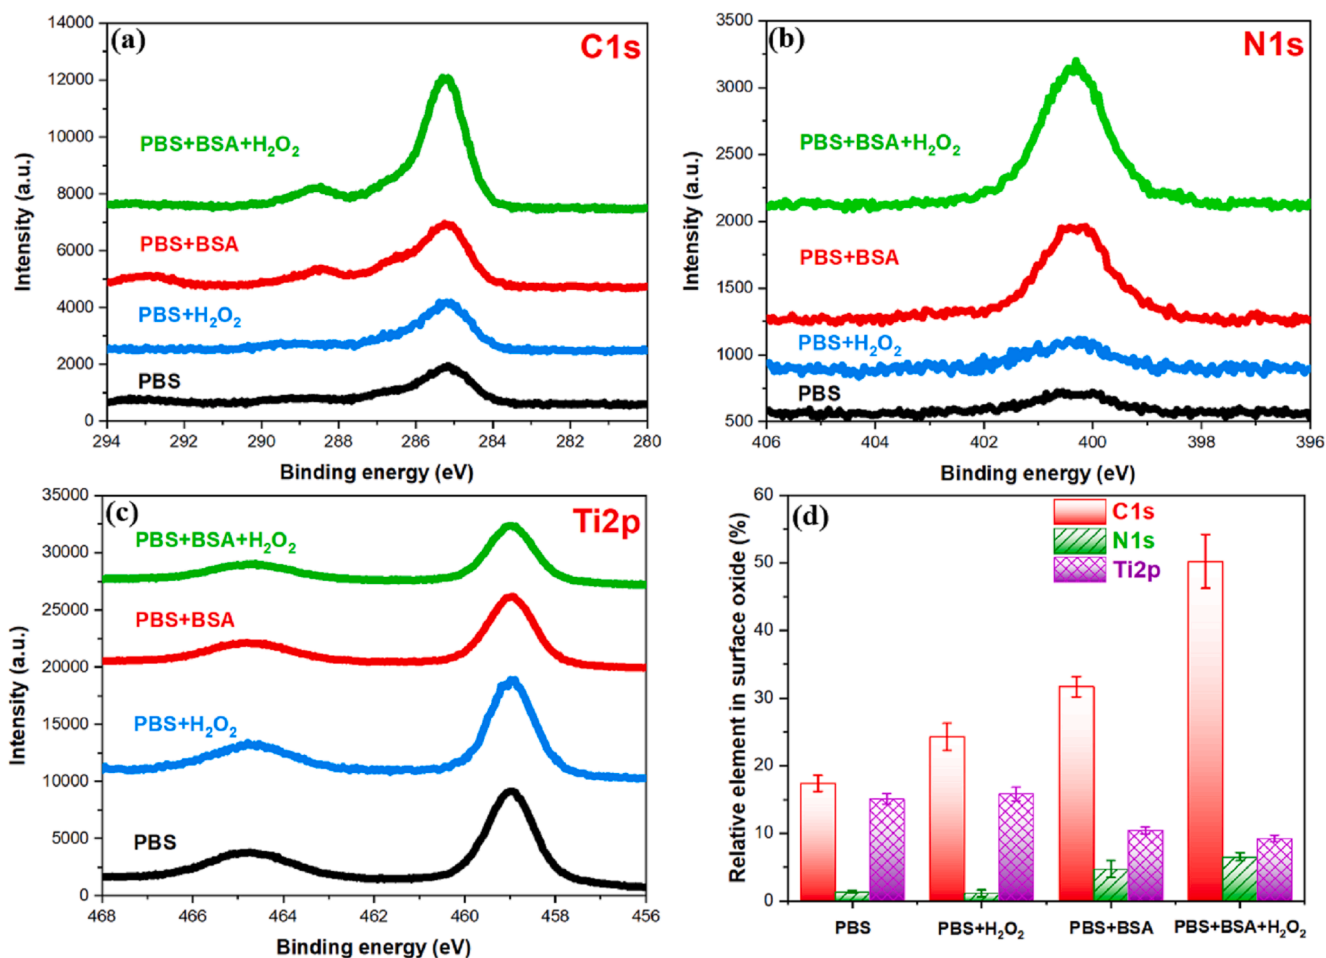 (a)
C1s
14000
12000
10000
8000
6000
4000
2000
0
Intensity (a.u.)
PBS+BSA+H₂O₂
PBS+BSA
PBS+H₂O₂
PBS
294 292 290 288 286 284 282 280
Binding energy (eV)
(b)
N1s
3500
3000
2500
2000
1500
1000
500
Intensity (a.u.)
PBS+BSA+H₂O₂
PBS+BSA
PBS+H₂O₂
PBS
406 404 402 400 398 396
Binding energy (eV)
(c)
Ti2p
35000
30000
25000
20000
15000
10000
5000
0
Intensity (a.u.)
PBS+BSA+H₂O₂
PBS+BSA
PBS+H₂O₂
PBS
468 466 464 462 460 458 456
Binding energy (eV)
(d)
60
50
40
30
20
10
0
Relative element in surface oxide (%)
C1s
N1s
Ti2p
PBS PBS+H₂O₂ PBS+BSA PBS+BSA+H₂O₂